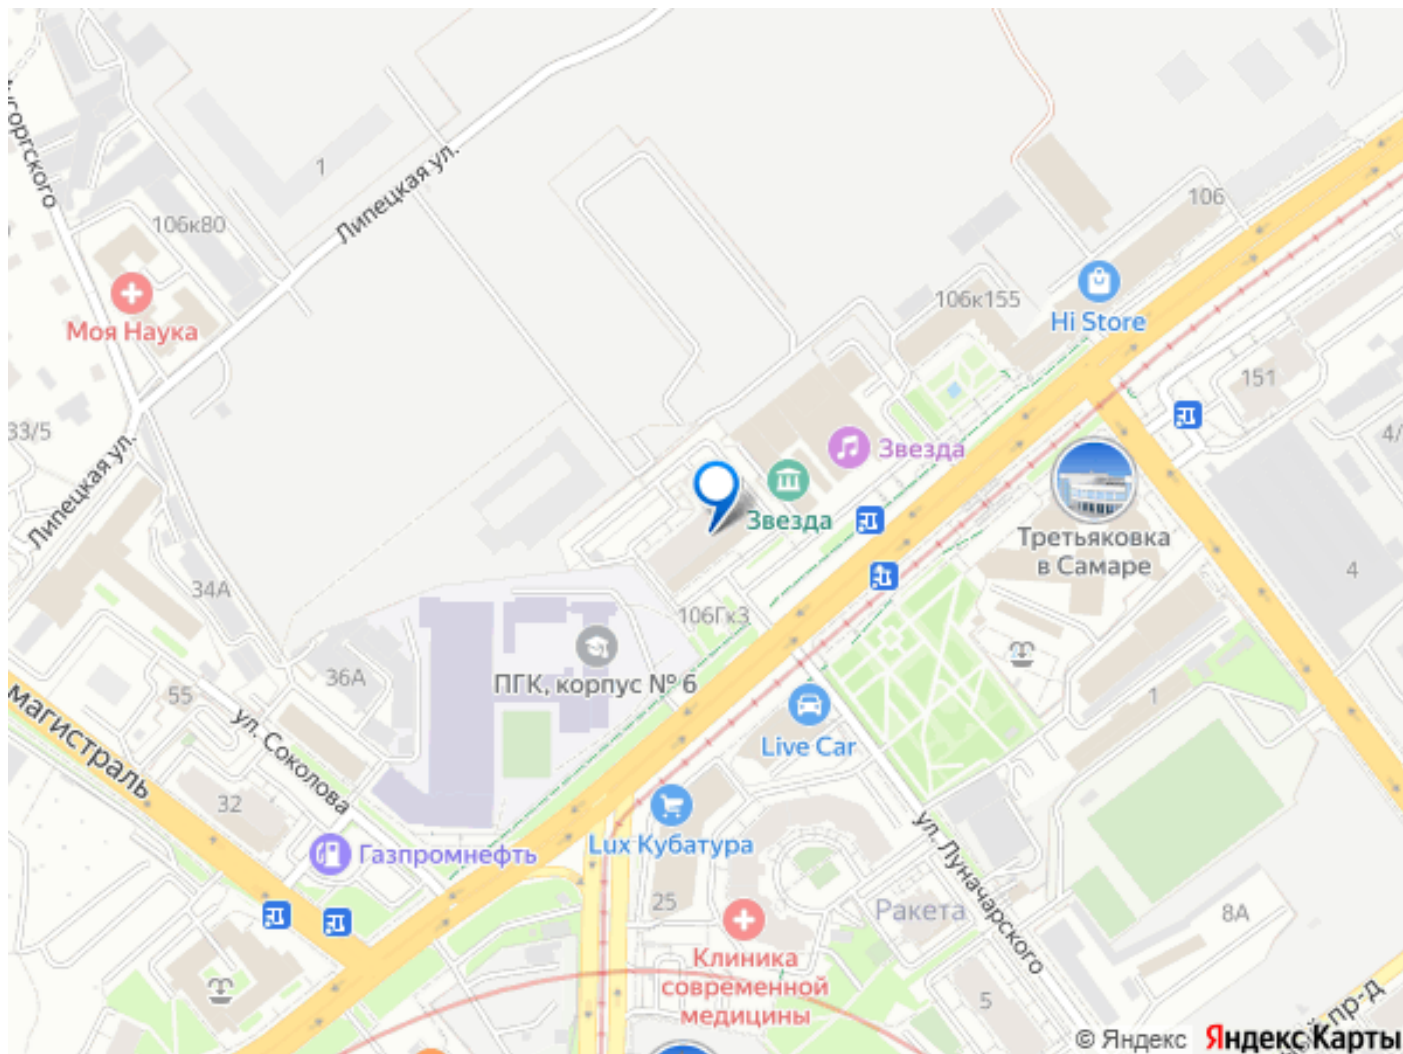 Липецкая ул.
7
106к80
Моя Наука
106
106к155
Hi Store
151
33/5
Липецкая ул.
Звезда
Звезда
Третьяковка
в Самаре
4
34А
106Гк3
36А
ПГК, корпус № 6
55
магистраль
ул. Соколова
32
1
Live Car
Lux Кубатура
Газпромнефть
ул. Луначарского
25
Ракета
8А
Клиника
современной
медицины
5
пр-д
© Яндекс Яндекс Карты